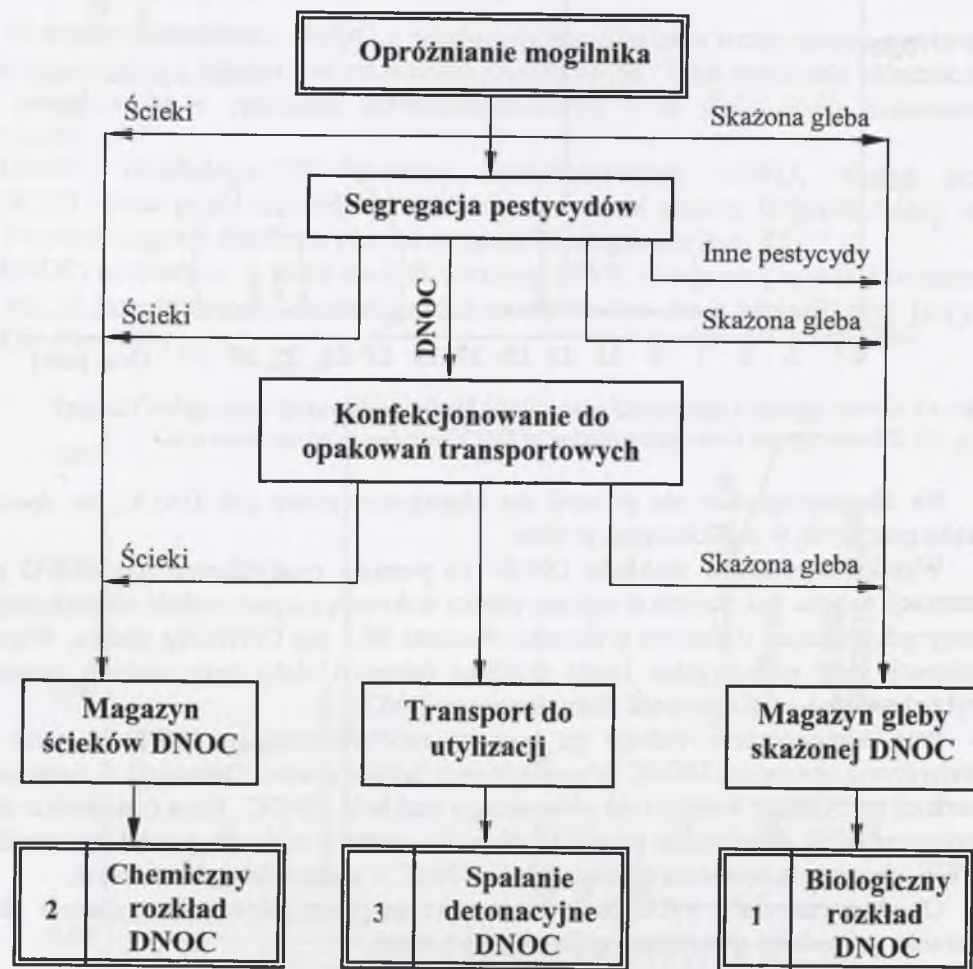 Opróżnianie mogilnika
Ścieki
Skażona gleba
Segregacja pestycydów
Inne pestycydy
Ścieki
DNOC
Skażona gleba
Konfekcjonowanie do
opakowań transportowych
Ścieki
Skażona gleba
Magazyn
ścieków DNOC
Transport do
utylizacji
Magazyn gleby
skażonej DNOC
2
Chemiczny
rozkład
DNOC
3
Spalanie
detonacyjne
DNOC
1
Biologiczny
rozkład
DNOC